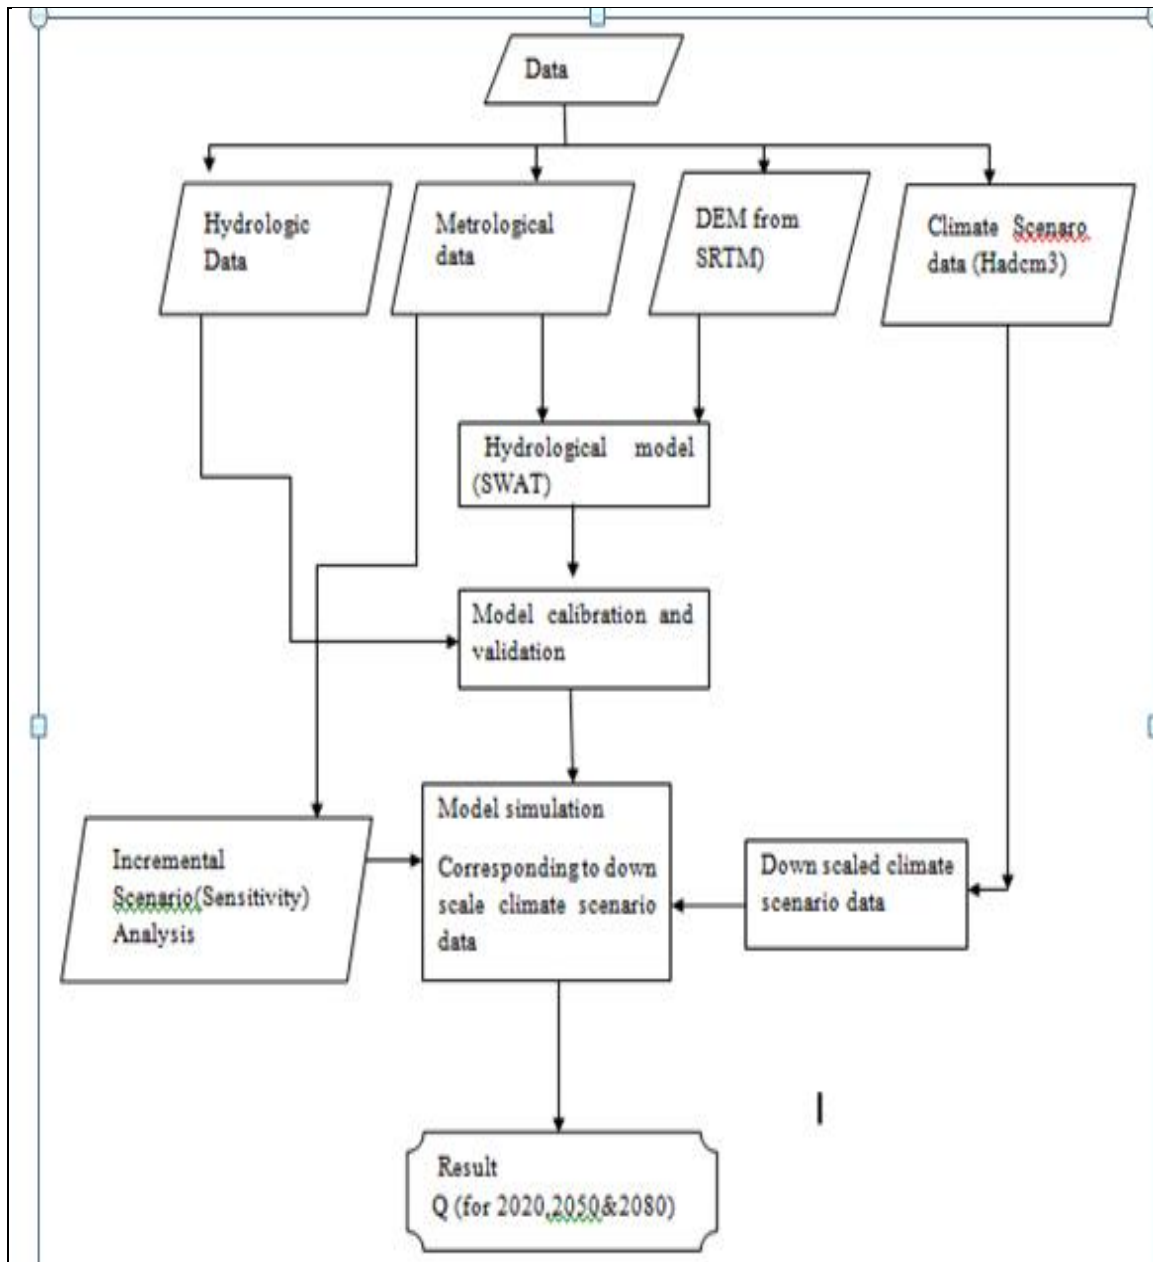 Data
Hydrologic
Data
Metrological
data
DEM from
SRTM)
Climate Scenaro
data (Hadcm3)
Hydrological model
(SWAT)
Model calibration and
validation
Model simulation
Corresponding to down
scale climate scenario
data
Incremental
Scenario(Sensitivity)
Analysis
Down scaled climate
scenario data
Result
Q (for 2020,2050&2080)